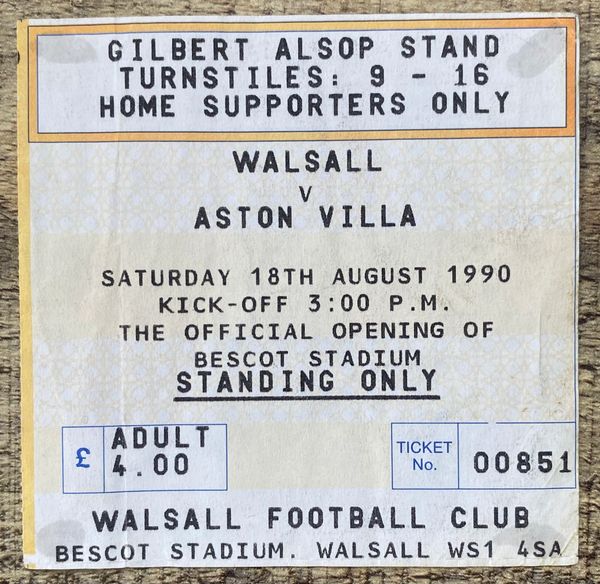 GILBERT ALSOP STAND
TURNSTILES: 9 - 16
HOME SUPPORTERS ONLY
WALSALL
V
ASTON VILLA
SATURDAY 18TH AUGUST 1990
KICK-OFF 3:00 P.M.
THE OFFICIAL OPENING OF
BESCOT STADIUM
STANDING ONLY
£ ADULT
4.00
TICKET
No. 00851
WALSALL FOOTBALL CLUB
BESCOT STADIUM. WALSALL WS1 4SA